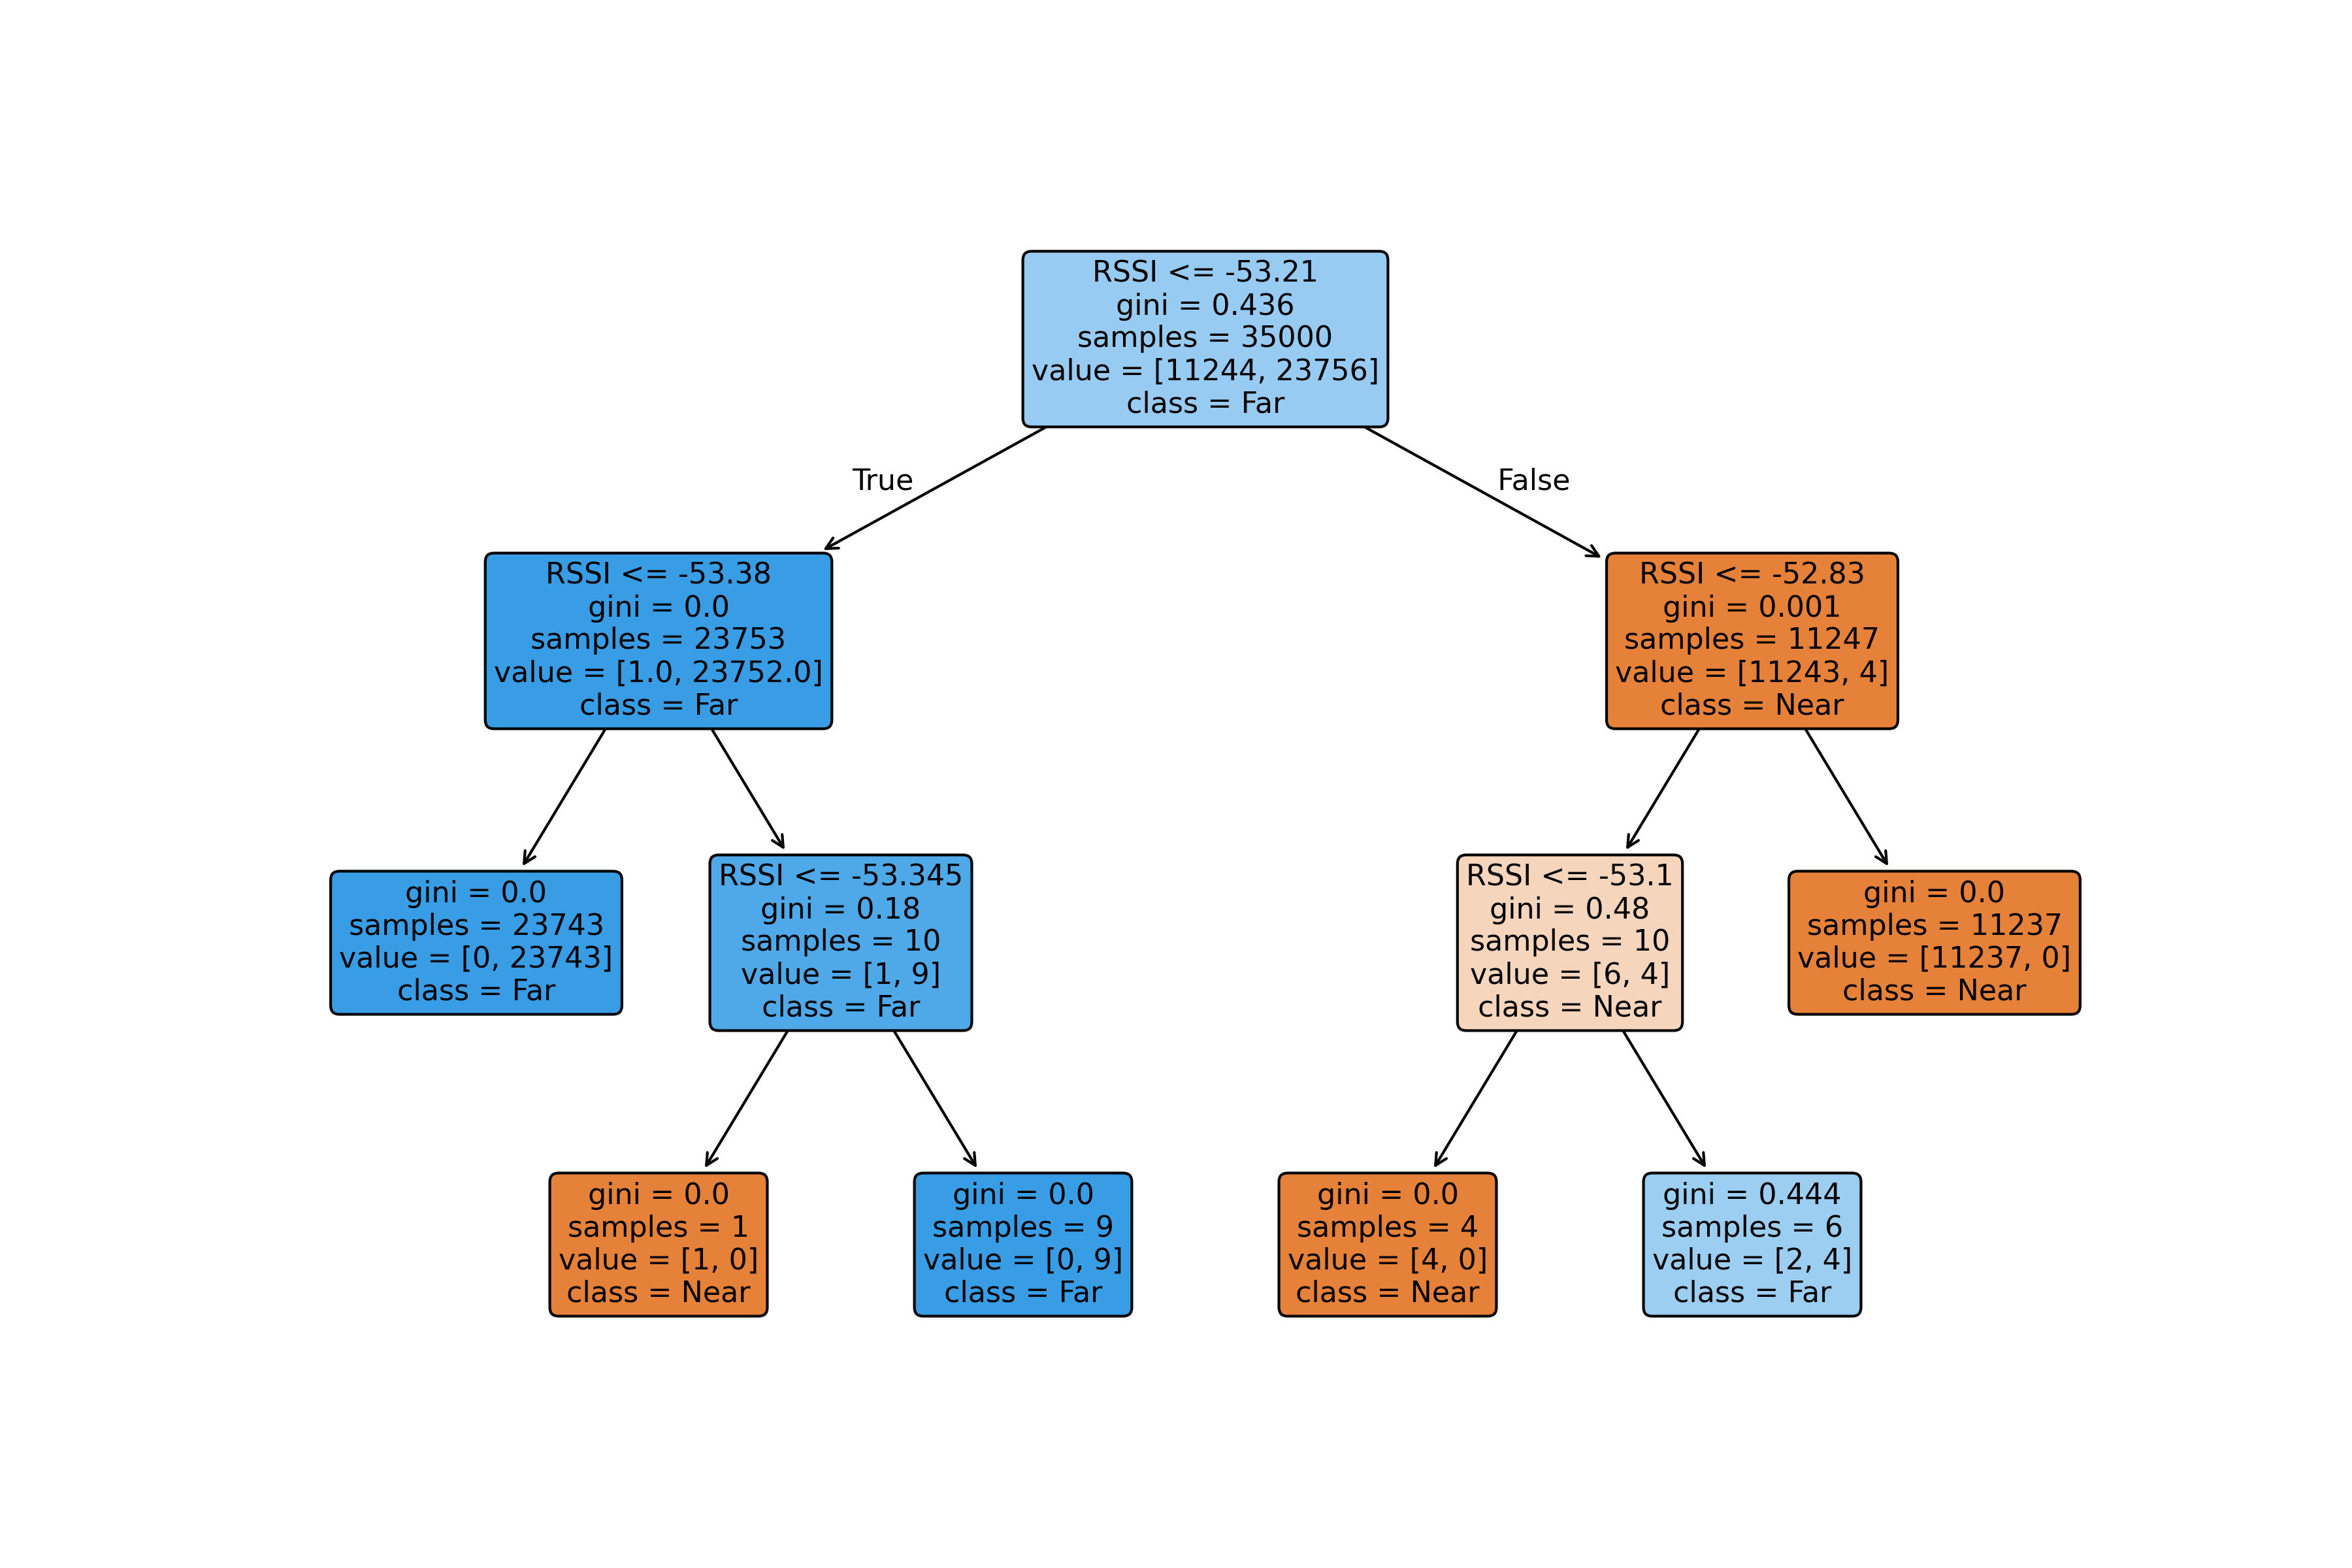 RSSI <= -53.21
gini = 0.436
samples = 35000
value = [11244, 23756]
class = Far
True
False
RSSI <= -53.38
gini = 0.0
samples = 23753
value = [1.0, 23752.0]
class = Far
RSSI <= -52.83
gini = 0.001
samples = 11247
value = [11243, 4]
class = Near
gini = 0.0
samples = 23743
value = [0, 23743]
class = Far
RSSI <= -53.345
gini = 0.18
samples = 10
value = [1, 9]
class = Far
RSSI <= -53.1
gini = 0.48
samples = 10
value = [6, 4]
class = Near
gini = 0.0
samples = 11237
value = [11237, 0]
class = Near
gini = 0.0
samples = 1
value = [1, 0]
class = Near
gini = 0.0
samples = 9
value = [0, 9]
class = Far
gini = 0.0
samples = 4
value = [4, 0]
class = Near
gini = 0.444
samples = 6
value = [2, 4]
class = Far